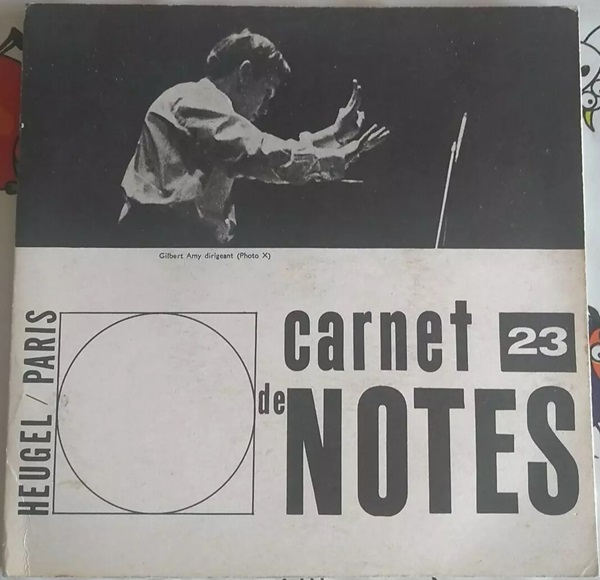 Gilbert Amy dirigeant (Photo X)
HEUGEL / PARIS
carnet 23
de NOTES